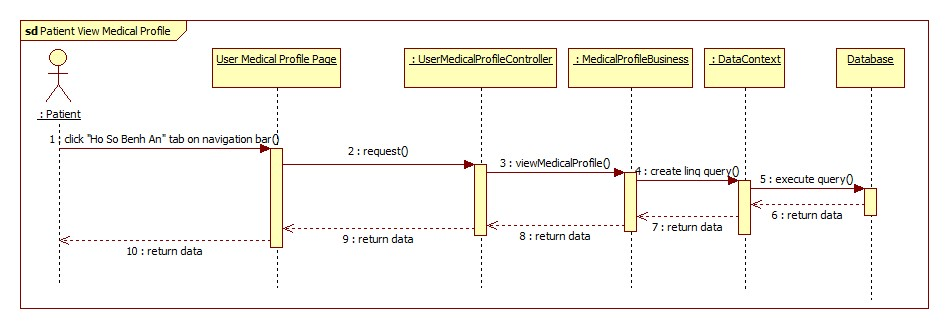 sd Patient View Medical Profile
User Medical Profile Page
: UserMedicalProfileController
: MedicalProfileBusiness
: DataContext
Database
: Patient
1 : click "Ho So Benh An" tab on navigation bar()
2 : request()
3 : viewMedicalProfile()
4 : create linq query()
5 : execute query()
6 : return data
7 : return data
8 : return data
9 : return data
10 : return data